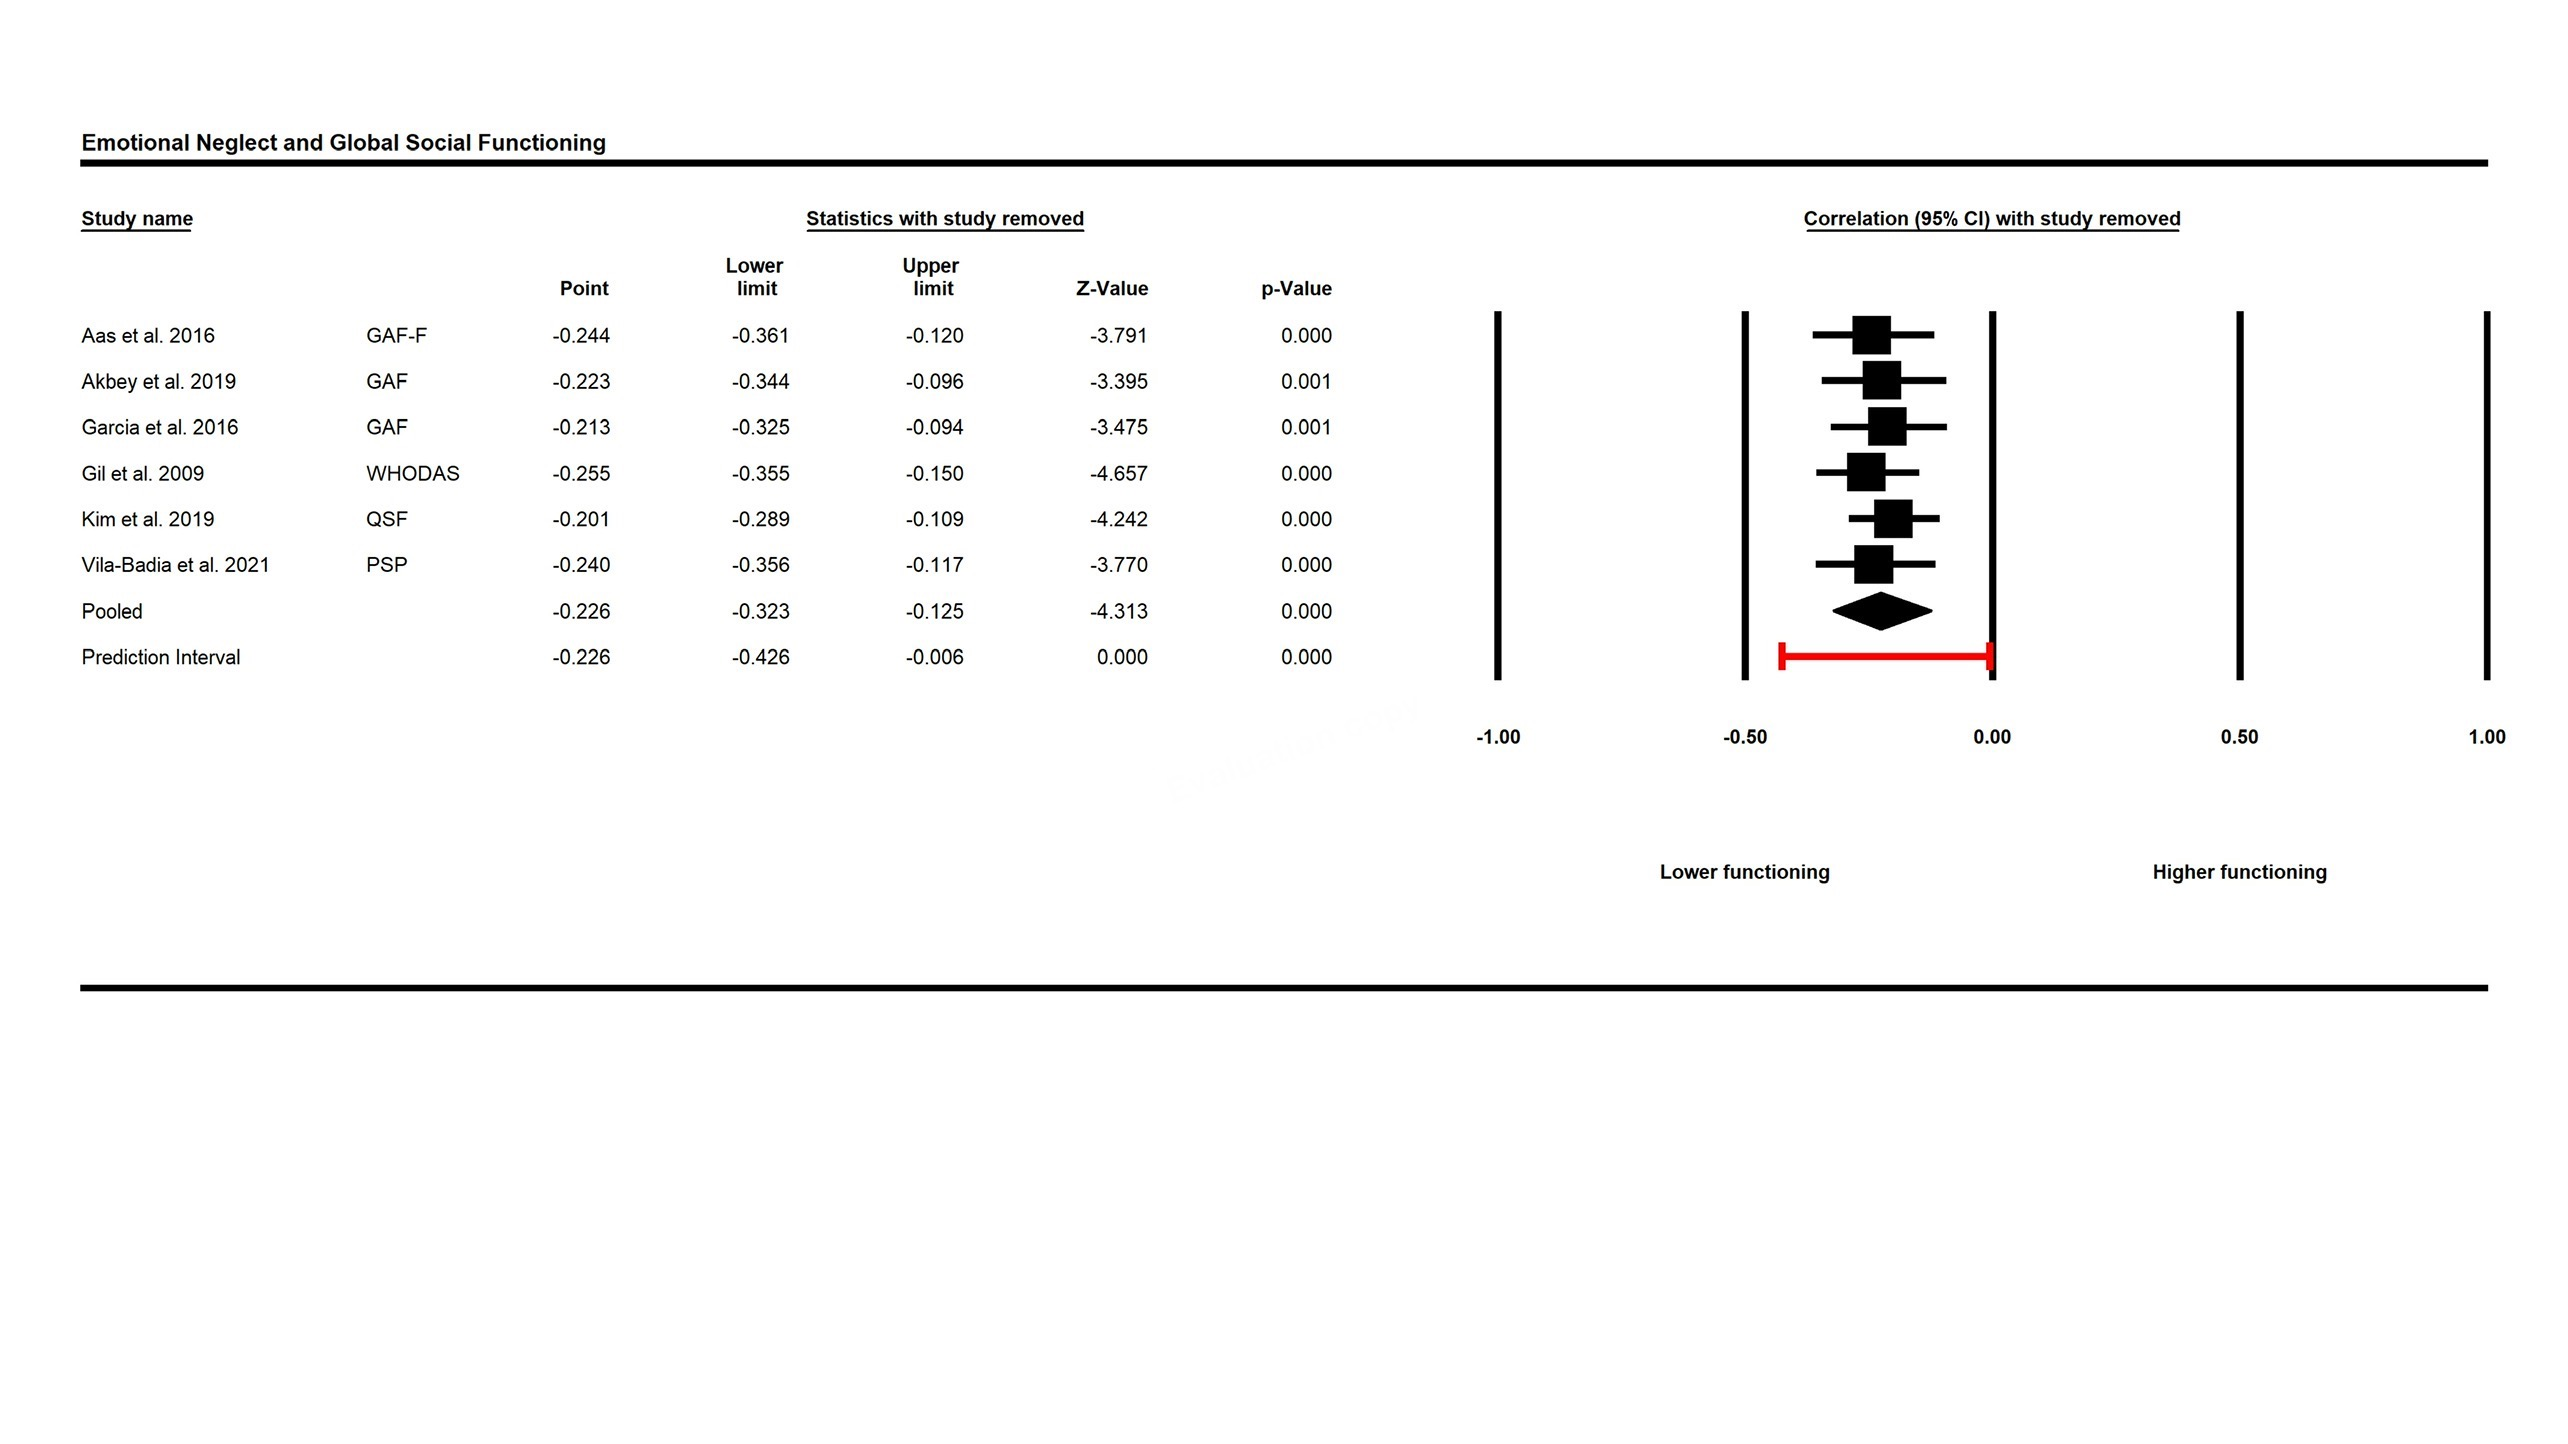 Emotional Neglect and Global Social Functioning
Study name Statistics with study removed Correlation (95% CI) with study removed
Lower Upper
Point limit limit Z-Value p-Value
Aas et al. 2016 GAF-F -0.244 -0.361 -0.120 -3.791 0.000
Akbey et al. 2019 GAF -0.223 -0.344 -0.096 -3.395 0.001
Garcia et al. 2016 GAF -0.213 -0.325 -0.094 -3.475 0.001
Gil et al. 2009 WHODAS -0.255 -0.355 -0.150 -4.657 0.000
Kim et al. 2019 QSF -0.201 -0.289 -0.109 -4.242 0.000
Vila-Badia et al. 2021 PSP -0.240 -0.356 -0.117 -3.770 0.000
Pooled -0.226 -0.323 -0.125 -4.313 0.000
Prediction Interval -0.226 -0.426 -0.006 0.000 0.000
-1.00 -0.50 0.00 0.50 1.00
Lower functioning Higher functioning